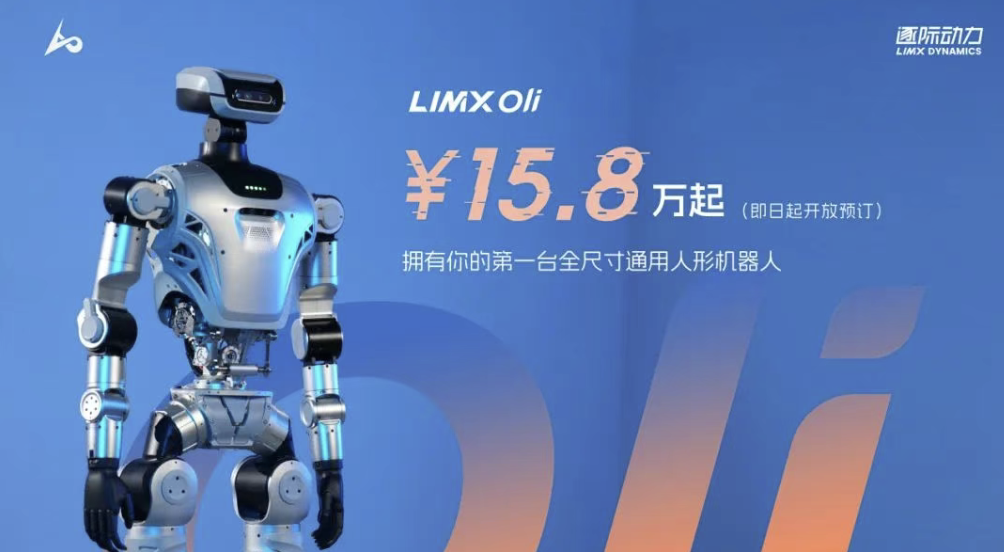 逐际动力
LIMX DYNAMICS
LIMX Oli
¥15.8万起（即日起开放预订）
拥有你的第一台全尺寸通用人形机器人
Oli